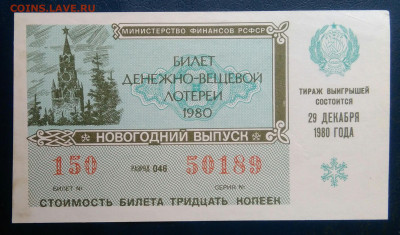 COINS.LAV.RU
МИНИСТЕРСТВО ФИНАНСОВ РСФСР
БИЛЕТ
ДЕНЕЖНО-ВЕЩЕВОЙ
ЛОТЕРЕИ
1980
НОВОГОДНИЙ ВЫПУСК
150 РАЗРЯД 046 50189
БИЛЕТ № СЕРИЯ №
СТОИМОСТЬ БИЛЕТА ТРИДЦАТЬ КОПЕЕК
ТИРАЖ ВЫИГРЫШЕЙ
СОСТОИТСЯ
29 ДЕКАБРЯ
1980 ГОДА